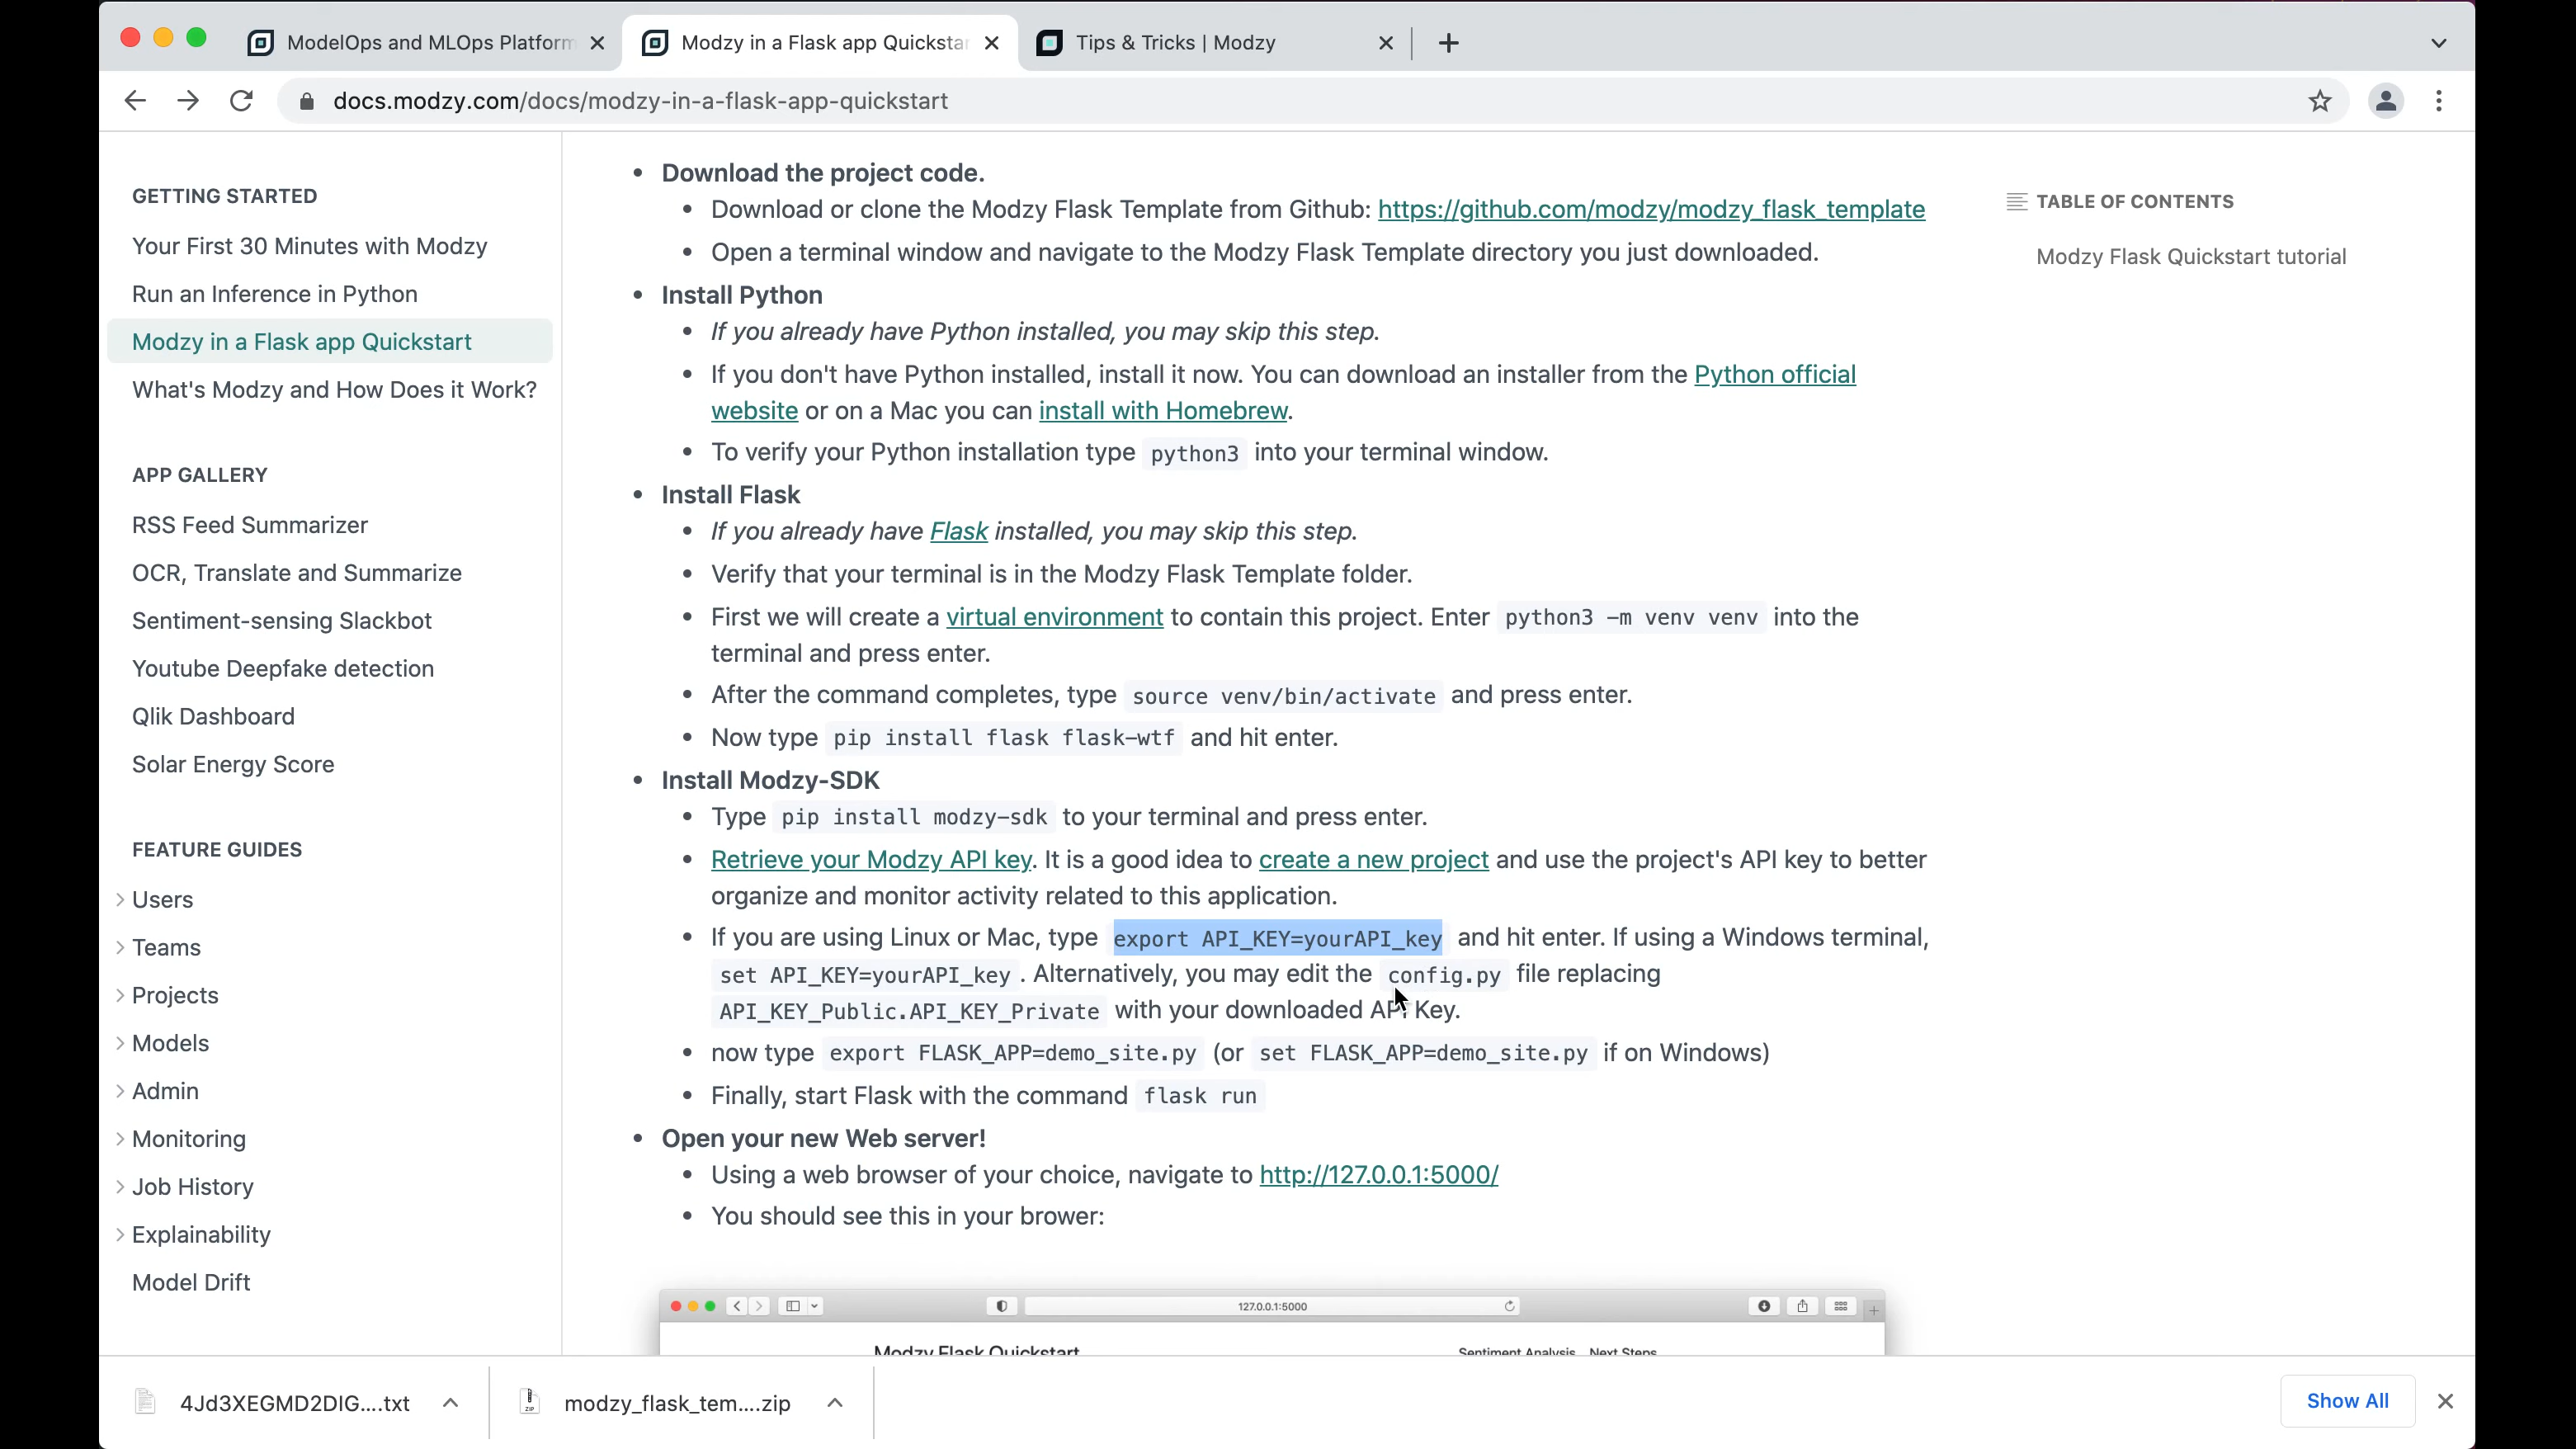 ModelOps and MLOps Platform
Modzy in a Flask app Quickstar
Tips & Tricks | Modzy
docs.modzy.com/docs/modzy-in-a-flask-app-quickstart
GETTING STARTED
Your First 30 Minutes with Modzy
Run an Inference in Python
Modzy in a Flask app Quickstart
What's Modzy and How Does it Work?
APP GALLERY
RSS Feed Summarizer
OCR, Translate and Summarize
Sentiment-sensing Slackbot
Youtube Deepfake detection
Qlik Dashboard
Solar Energy Score
FEATURE GUIDES
Users
Teams
Projects
Models
Admin
Monitoring
Job History
Explainability
Model Drift
Download the project code.
Download or clone the Modzy Flask Template from Github: https://github.com/modzy/modzy_flask_template
Open a terminal window and navigate to the Modzy Flask Template directory you just downloaded.
Install Python
If you already have Python installed, you may skip this step.
If you don't have Python installed, install it now. You can download an installer from the Python official
website or on a Mac you can install with Homebrew.
To verify your Python installation type python3 into your terminal window.
Install Flask
If you already have Flask installed, you may skip this step.
Verify that your terminal is in the Modzy Flask Template folder.
First we will create a virtual environment to contain this project. Enter python3 -m venv venv into the
terminal and press enter.
After the command completes, type source venv/bin/activate and press enter.
Now type pip install flask flask-wtf and hit enter.
Install Modzy-SDK
Type pip install modzy-sdk to your terminal and press enter.
Retrieve your Modzy API key. It is a good idea to create a new project and use the project's API key to better
organize and monitor activity related to this application.
If you are using Linux or Mac, type export API_KEY=yourAPI_key and hit enter. If using a Windows terminal,
set API_KEY=yourAPI_key. Alternatively, you may edit the config.py file replacing
API_KEY_Public.API_KEY_Private with your downloaded API Key.
now type export FLASK_APP=demo_site.py (or set FLASK_APP=demo_site.py if on Windows)
Finally, start Flask with the command flask run
Open your new Web server!
Using a web browser of your choice, navigate to http://127.0.0.1:5000/
You should see this in your brower:
127.0.0.1:5000
Modzy Flask Quickstart
Sentiment Analysis Next Steps
TABLE OF CONTENTS
Modzy Flask Quickstart tutorial
4Jd3XEGMD2DIG....txt
ZIP
modzy_flask_tem....zip
Show All